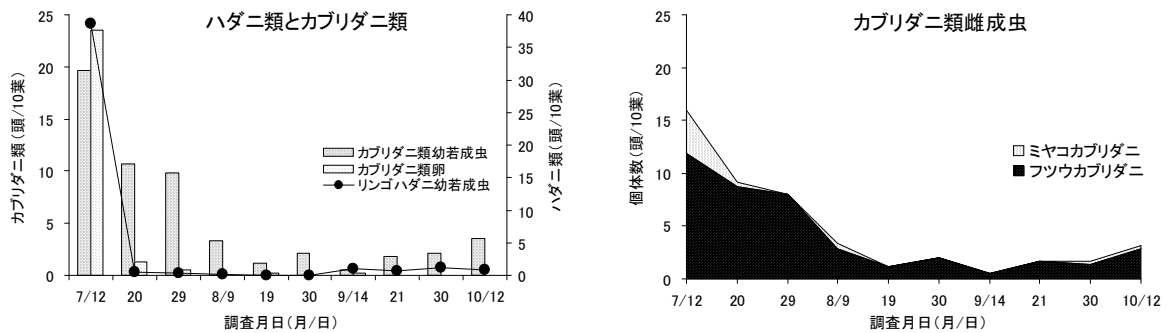 ハダニ類とカブリダニ類
カブリダニ類(頭/10葉)
25
20
15
10
5
0
40
35
30
25
20
15
10
5
0
ハダニ類(頭/10葉)
カブリダニ類幼若成虫
カブリダニ類卵
リンゴハダニ幼若成虫
7/12 20 29 8/9 19 30 9/14 21 30 10/12
調査月日(月/日)
カブリダニ類雌成虫
個体数(頭/10葉)
25
20
15
10
5
0
ミヤコカブリダニ
フツウカブリダニ
7/12 20 29 8/9 19 30 9/14 21 30 10/12
調査月日(月/日)